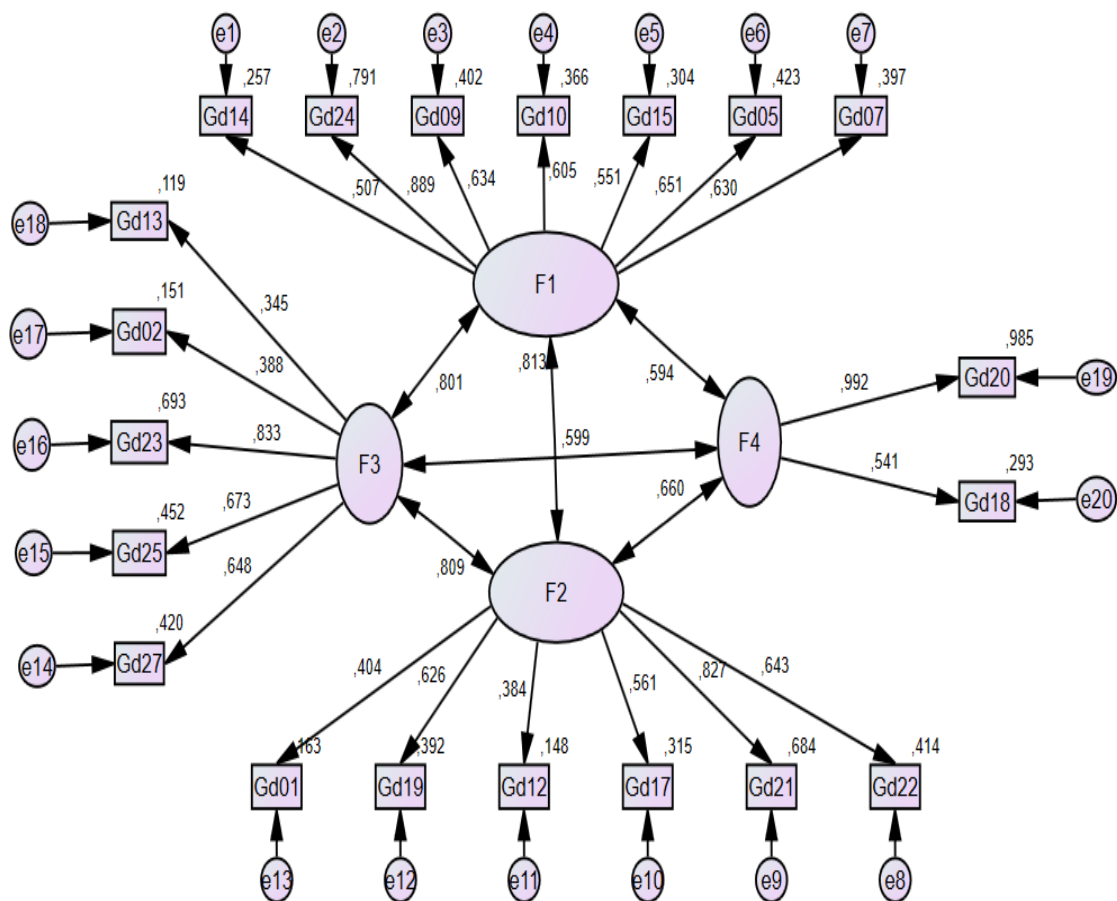 e1 e2 e3 e4 e5 e6 e7
,257 ,791 ,402 ,366 ,304 ,423 ,397
Gd14 Gd24 Gd09 Gd10 Gd15 Gd05 Gd07
,507 ,889 ,634 ,605 ,551 ,651 ,630
,119
e18 Gd13
F1
,345
,151
e17 Gd02
,388
,801 ,813 ,594
,985
,992 Gd20 e19
,693
e16 Gd23
,833
,599
F3 F4
,673
,541 ,293
,660
Gd18 e20
,452
e15 Gd25
,648
,809
F2
,420
e14 Gd27
,404 ,626 ,384 ,561 ,827 ,643
,163 ,392 ,148 ,315 ,684 ,414
Gd01 Gd19 Gd12 Gd17 Gd21 Gd22
e13 e12 e11 e10 e9 e8